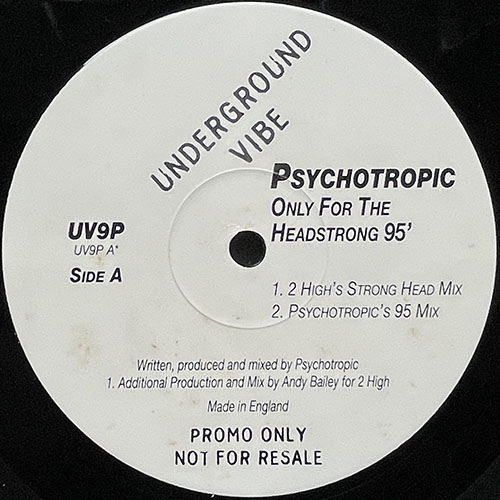 UNDERGROUND
VIBE
PSYCHOTROPIC
ONLY FOR THE
HEADSTRONG 95'
UV9P
UV9P A*
SIDE A
1. 2 HIGH'S STRONG HEAD MIX
2. PSYCHOTROPIC'S 95 MIX
Written, produced and mixed by Psychotropic
1. Additional Production and Mix by Andy Bailey for 2 High
Made in England
PROMO ONLY
NOT FOR RESALE